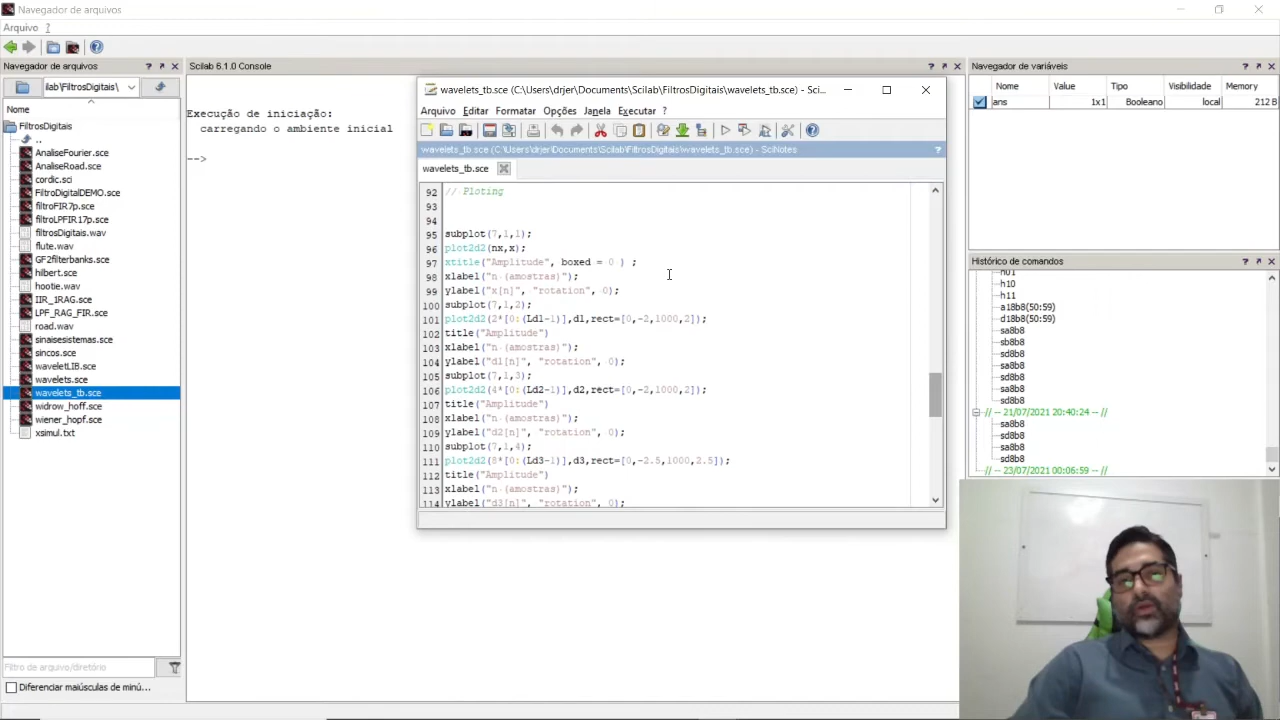 Navegador de arquivos
Arquivo ?
Navegador de arquivos ? ↗ ✕
ilab\FiltrosDigitais\
Nome
FiltrosDigitais
..
AnaliseFourier.sce
AnaliseRoad.sce
cordic.sci
FiltroDigitalDEMO.sce
filtroFIR7p.sce
filtroLPFIR17p.sce
filtrosDigitais.wav
flute.wav
GF2filterbanks.sce
hilbert.sce
hootie.wav
IIR_1RAG.sce
LPF_RAG_FIR.sce
road.wav
sinaisesistemas.sce
sincos.sce
waveletLIB.sce
wavelets.sce
wavelets_tb.sce
widrow_hoff.sce
wiener_hopf.sce
xsimul.txt
Filtro de arquivo/diretório
Diferenciar maiúsculas de minú...
Scilab 6.1.0 Console ? ↗ ✕
Execução de iniciação:
carregando o ambiente inicial
-->
wavelets_tb.sce (C:\Users\drjer\Documents\Scilab\FiltrosDigitais\wavelets_tb.sce) - Sci...
Arquivo Editar Formatar Opções Janela Executar ?
wavelets_tb.sce (C:\Users\drjer\Documents\Scilab\FiltrosDigitais\wavelets_tb.sce) - SciNotes ?
wavelets_tb.sce
92 // Ploting
93
94
95 subplot(7,1,1);
96 plot2d2(nx,x);
97 xtitle("Amplitude", boxed = 0 ) ;
98 xlabel("n (amostras)");
99 ylabel("x[n]", "rotation", 0);
100 subplot(7,1,2);
101 plot2d2(2*[0:(Ld1-1)],d1,rect=[0,-2,1000,2]);
102 title("Amplitude")
103 xlabel("n (amostras)");
104 ylabel("d1[n]", "rotation", 0);
105 subplot(7,1,3);
106 plot2d2(4*[0:(Ld2-1)],d2,rect=[0,-2,1000,2]);
107 title("Amplitude")
108 xlabel("n (amostras)");
109 ylabel("d2[n]", "rotation", 0);
110 subplot(7,1,4);
111 plot2d2(8*[0:(Ld3-1)],d3,rect=[0,-2.5,1000,2.5]);
112 title("Amplitude")
113 xlabel("n (amostras)");
114 ylabel("d3[n]", "rotation", 0);
Navegador de variáveis ? ↗ ✕
Nome Value Tipo Visibilidade Memory
ans 1x1 Booleano local 212 B
Histórico de comandos ? ↗ ✕
h01
h10
h11
a18b8(50:59)
d18b8(50:59)
sa8b8
sb8b8
sa8b8
sd8b8
sa8b8
sd8b8
// -- 21/07/2021 20:40:24 -- //
sa8b8
sd8b8
sa8b8
sd8b8
// -- 23/07/2021 00:06:59 -- //